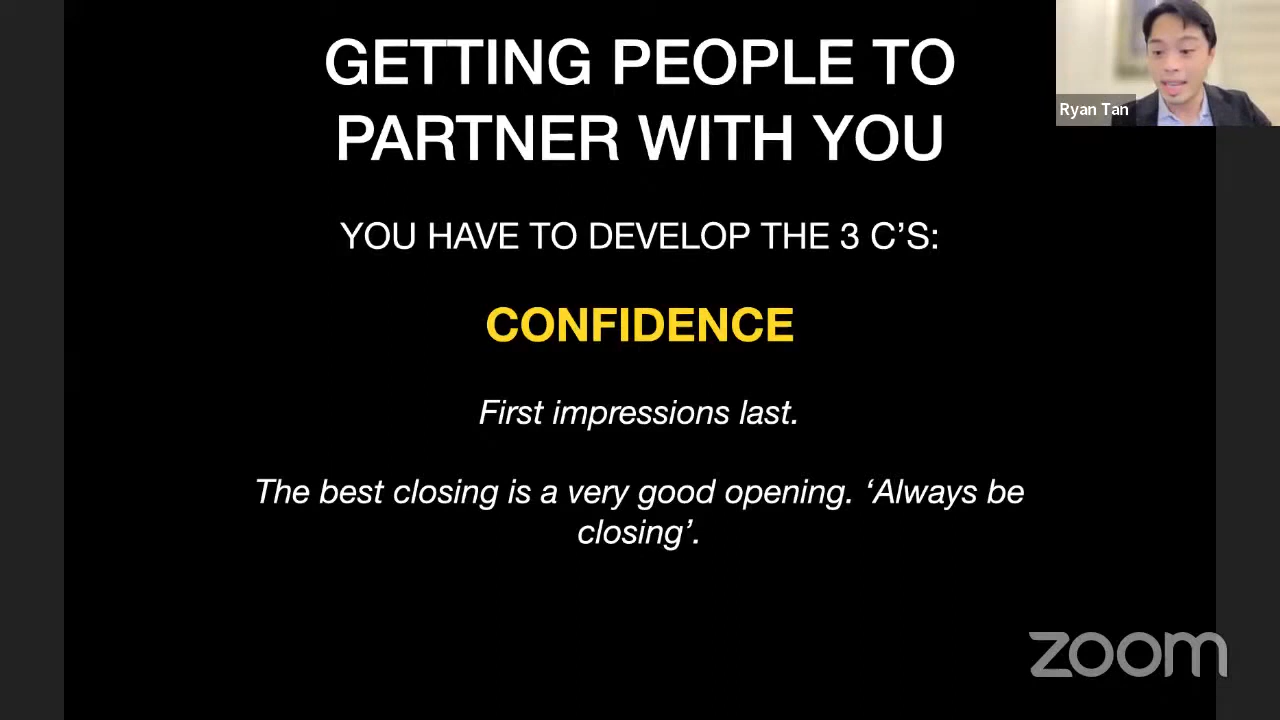 GETTING PEOPLE TO
PARTNER WITH YOU
Ryan Tan
YOU HAVE TO DEVELOP THE 3 C’S:
CONFIDENCE
First impressions last.
The best closing is a very good opening. ‘Always be
closing’.
zoom